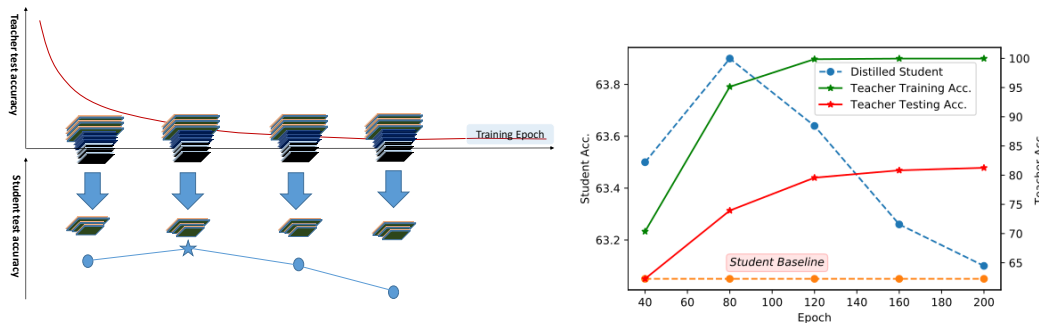 Teacher test accuracy
Training Epoch
Student test accuracy
Student Acc.
63.8
63.6
63.4
63.2
Distilled Student
Teacher Training Acc.
Teacher Testing Acc.
Student Baseline
100
95
90
85
80
75
70
65
Teacher Acc.
40 60 80 100 120 140 160 180 200
Epoch